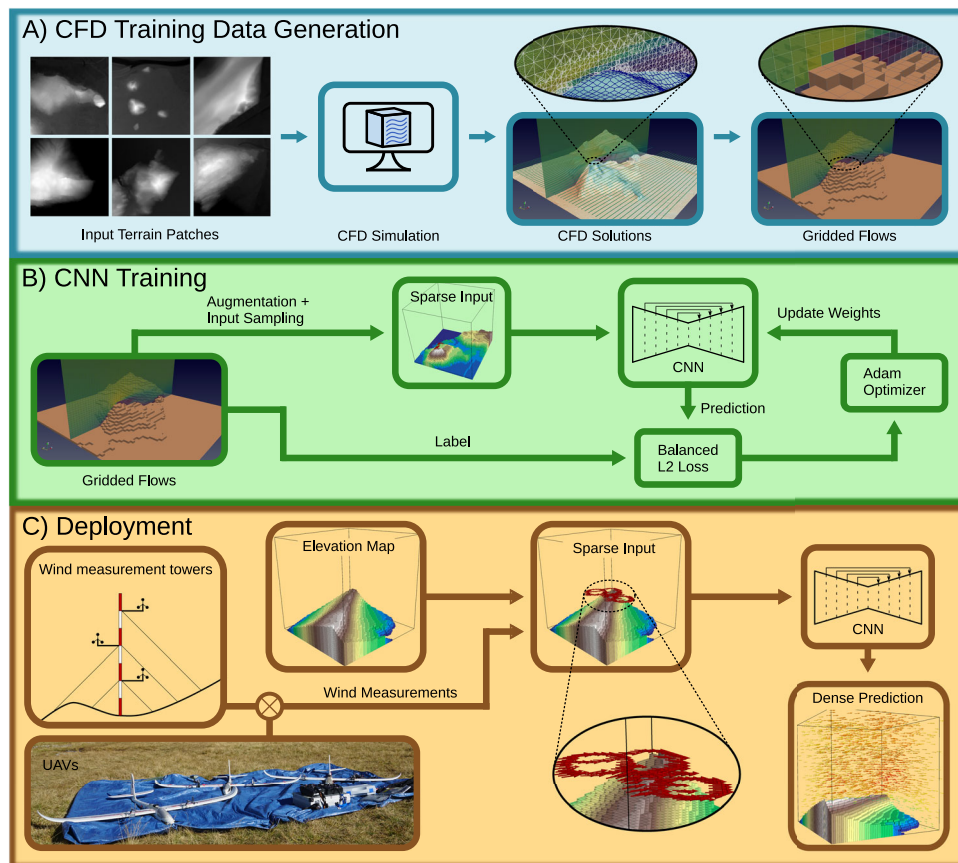 A) CFD Training Data Generation
Input Terrain Patches
CFD Simulation
CFD Solutions
Gridded Flows
B) CNN Training
Augmentation +
Input Sampling
Sparse Input
CNN
Update Weights
Adam
Optimizer
Prediction
Label
Balanced
L2 Loss
Gridded Flows
C) Deployment
Wind measurement towers
Elevation Map
Sparse Input
CNN
Wind Measurements
Dense Prediction
UAVs